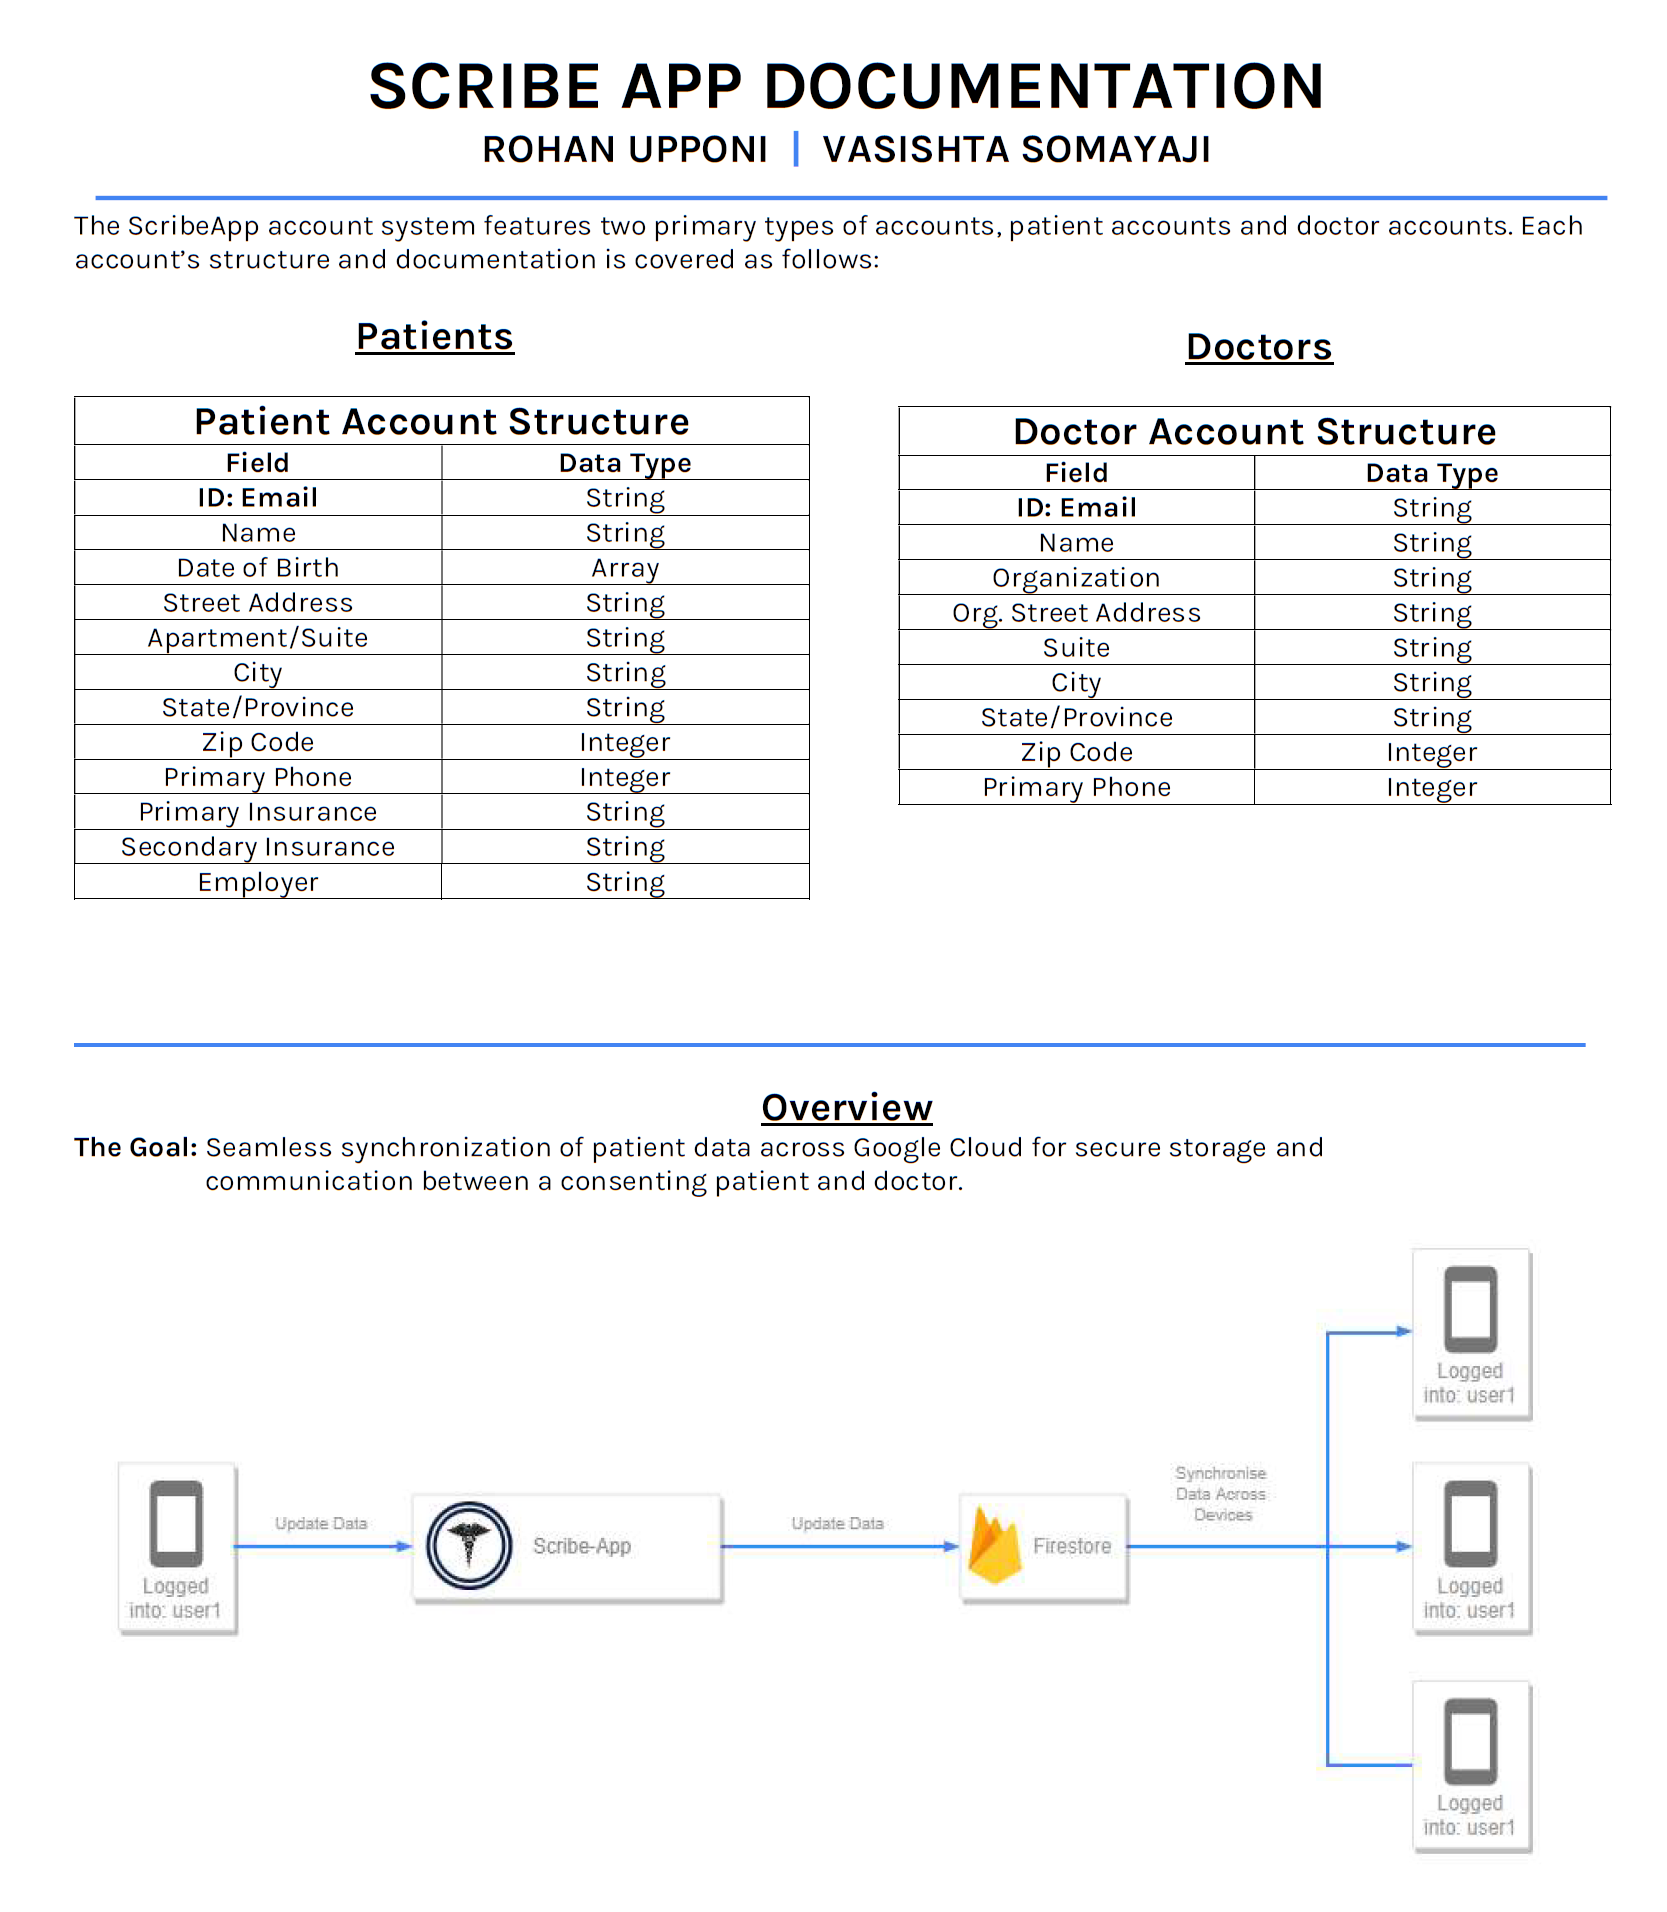 SCRIBE APP DOCUMENTATION
ROHAN UPPONI | VASISHTA SOMAYAJI
The ScribeApp account system features two primary types of accounts, patient accounts and doctor accounts. Each
account's structure and documentation is covered as follows:
Patients
Patient Account Structure
Field Data Type
ID: Email String
Name String
Date of Birth Array
Street Address String
Apartment/Suite String
City String
State/Province String
Zip Code Integer
Primary Phone Integer
Primary Insurance String
Secondary Insurance String
Employer String
Doctors
Doctor Account Structure
Field Data Type
ID: Email String
Name String
Organization String
Org. Street Address String
Suite String
City String
State/Province String
Zip Code Integer
Primary Phone Integer
Overview
The Goal: Seamless synchronization of patient data across Google Cloud for secure storage and
communication between a consenting patient and doctor.
Logged
into: user1
Update Data
Scribe-App
Update Data
Firestore
Synchronise
Data Across
Devices
Logged
into: user1
Logged
into: user1
Logged
into: user1